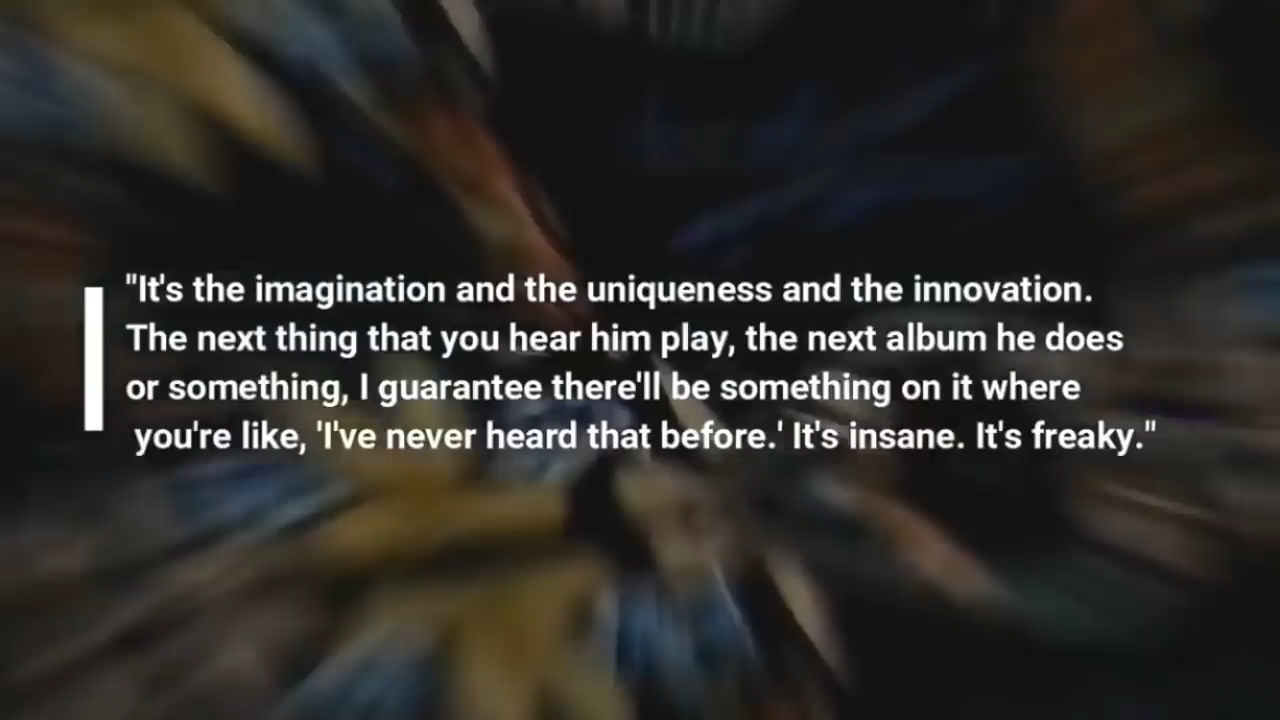 "It's the imagination and the uniqueness and the innovation.
The next thing that you hear him play, the next album he does
or something, I guarantee there'll be something on it where
you're like, 'I've never heard that before.' It's insane. It's freaky."